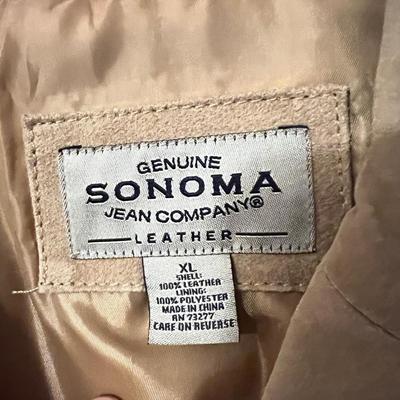 GENUINE
SONOMA
JEAN COMPANY®
LEATHER
XL
SHELL:
100% LEATHER
LINING:
100% POLYESTER
MADE IN CHINA
RN 73277
CARE ON REVERSE